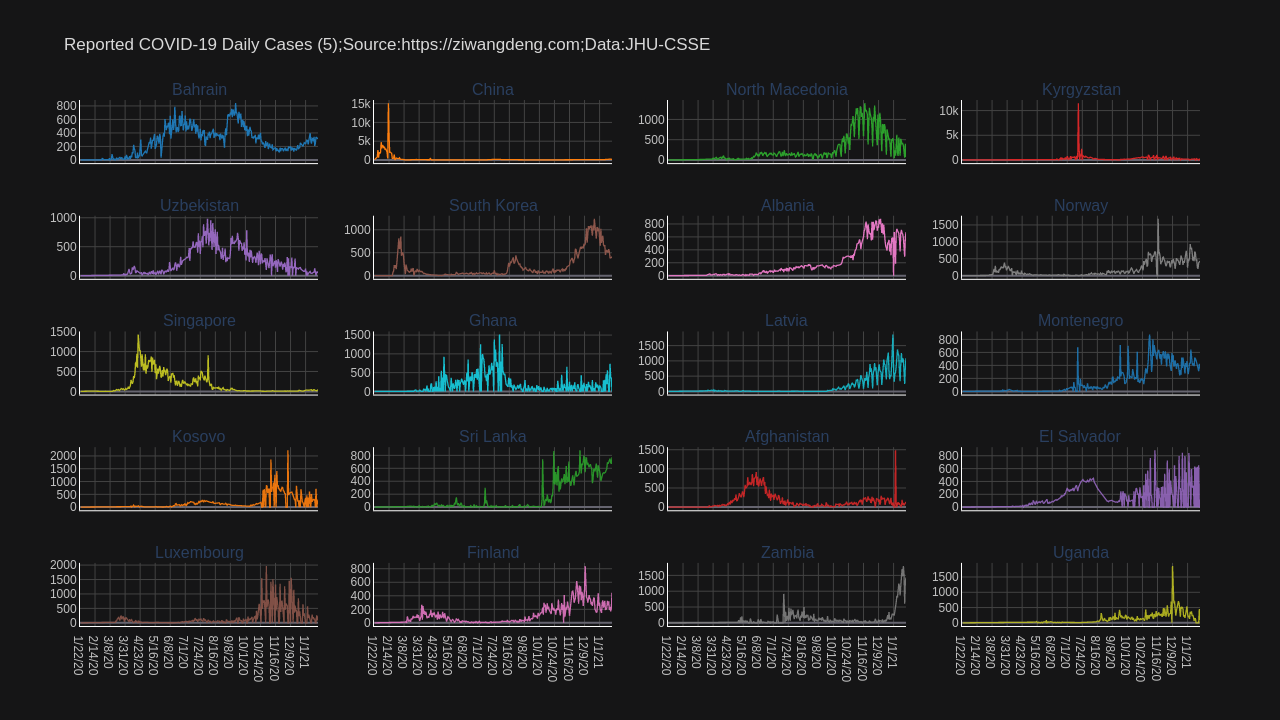 Reported COVID-19 Daily Cases (5);Source:https://ziwangdeng.com;Data:JHU-CSSE
Bahrain China North Macedonia Kyrgyzstan
800 600 400 200 0
15k 10k 5k 0
1000 500 0
10k 5k 0
Uzbekistan South Korea Albania Norway
1000 500 0
1000 500 0
800 600 400 200 0
1500 1000 500 0
Singapore Ghana Latvia Montenegro
1500 1000 500 0
1500 1000 500 0
1500 1000 500 0
800 600 400 200 0
Kosovo Sri Lanka Afghanistan El Salvador
2000 1500 1000 500 0
800 600 400 200 0
1500 1000 500 0
800 600 400 200 0
Luxembourg Finland Zambia Uganda
2000 1500 1000 500 0
800 600 400 200 0
1500 1000 500 0
1500 1000 500 0
1/22/20 2/14/20 3/8/20 3/31/20 4/23/20 5/16/20 6/8/20 7/1/20 7/24/20 8/16/20 9/8/20 10/1/20 10/24/20 11/16/20 12/9/20 1/1/21
1/22/20 2/14/20 3/8/20 3/31/20 4/23/20 5/16/20 6/8/20 7/1/20 7/24/20 8/16/20 9/8/20 10/1/20 10/24/20 11/16/20 12/9/20 1/1/21
1/22/20 2/14/20 3/8/20 3/31/20 4/23/20 5/16/20 6/8/20 7/1/20 7/24/20 8/16/20 9/8/20 10/1/20 10/24/20 11/16/20 12/9/20 1/1/21
1/22/20 2/14/20 3/8/20 3/31/20 4/23/20 5/16/20 6/8/20 7/1/20 7/24/20 8/16/20 9/8/20 10/1/20 10/24/20 11/16/20 12/9/20 1/1/21